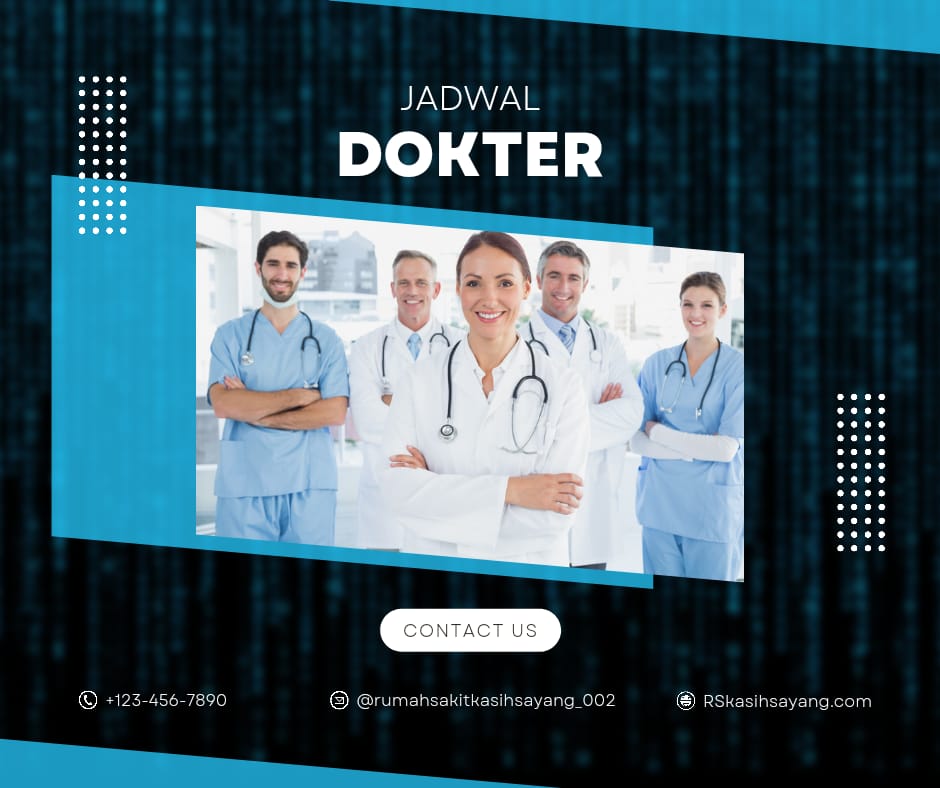 JADWAL
DOKTER
CONTACT US
+123-456-7890
@rumahsakitkasihsayang_002
RSkasihsayang.com